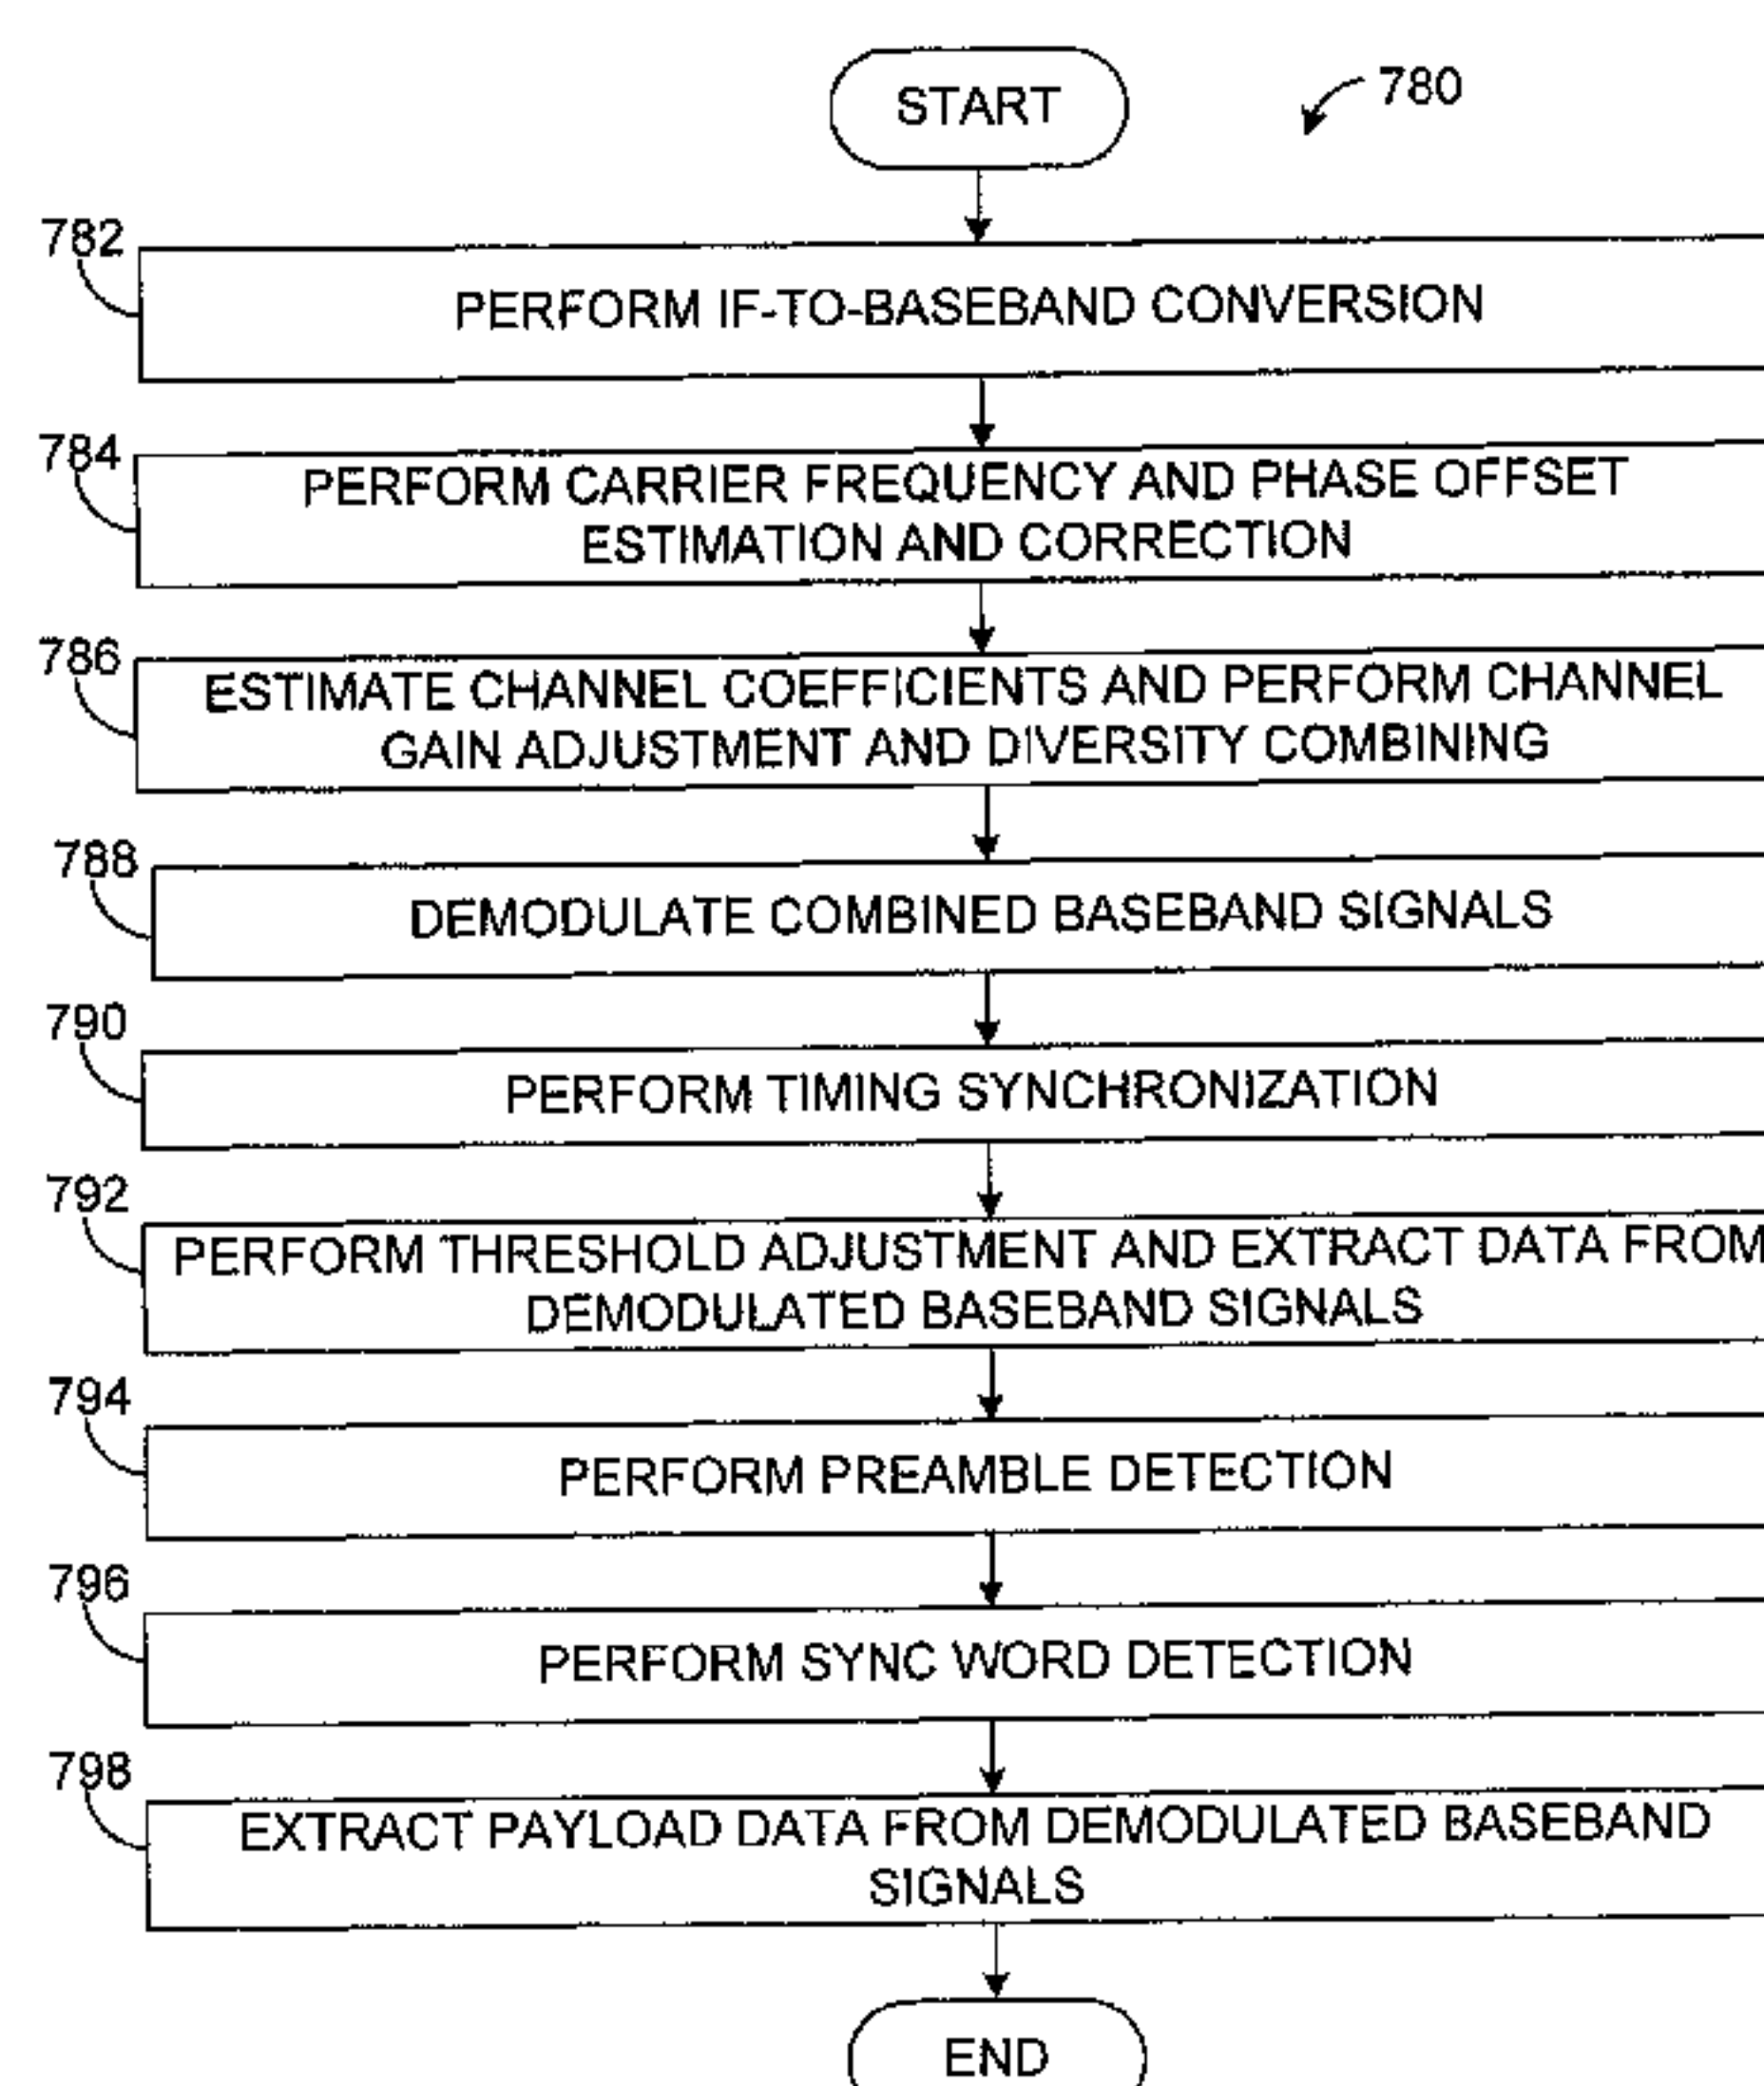 START
780
782
PERFORM IF-TO-BASEBAND CONVERSION
784
PERFORM CARRIER FREQUENCY AND PHASE OFFSET
ESTIMATION AND CORRECTION
786
ESTIMATE CHANNEL COEFFICIENTS AND PERFORM CHANNEL
GAIN ADJUSTMENT AND DIVERSITY COMBINING
788
DEMODULATE COMBINED BASEBAND SIGNALS
790
PERFORM TIMING SYNCHRONIZATION
792
PERFORM THRESHOLD ADJUSTMENT AND EXTRACT DATA FROM
DEMODULATED BASEBAND SIGNALS
794
PERFORM PREAMBLE DETECTION
796
PERFORM SYNC WORD DETECTION
798
EXTRACT PAYLOAD DATA FROM DEMODULATED BASEBAND
SIGNALS
END